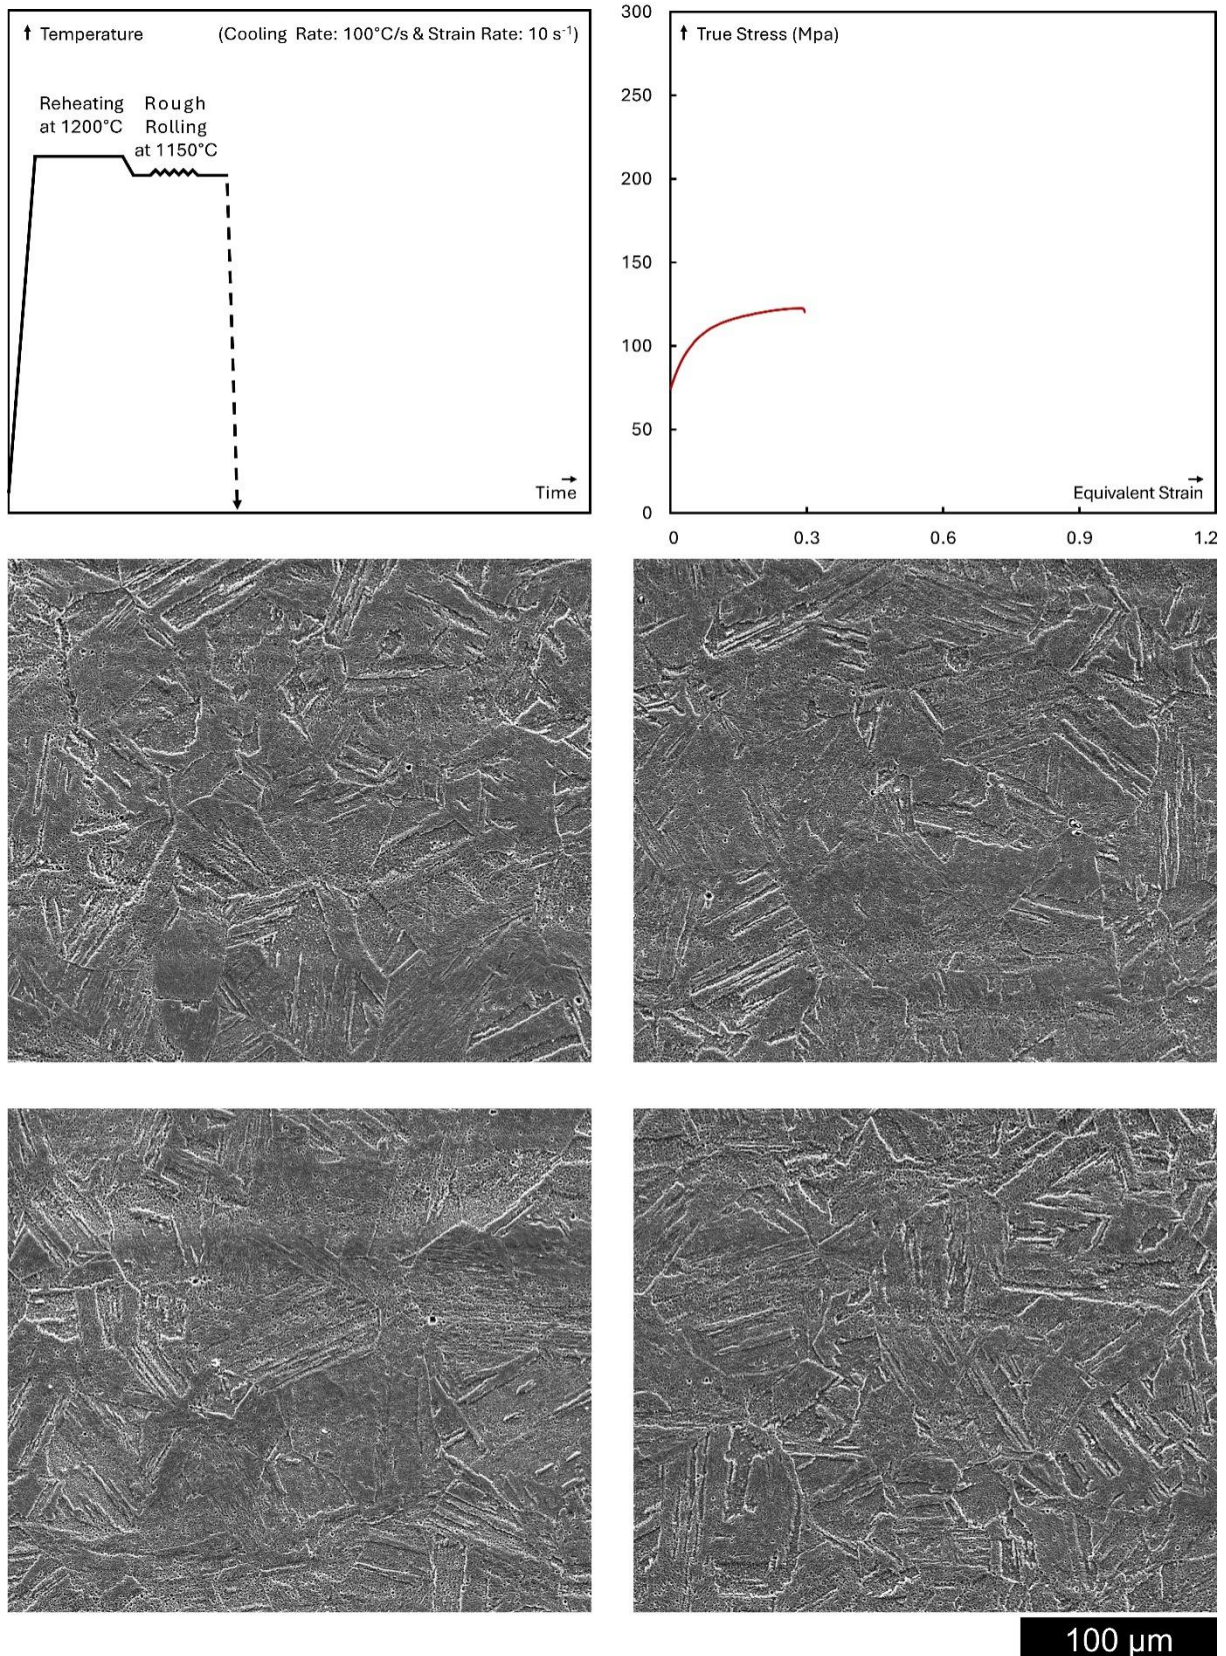 Temperature (Cooling Rate: 100°C/s & Strain Rate: 10 s⁻¹)
Reheating
at 1200°C
Rough
Rolling
at 1150°C
Time
300
True Stress (Mpa)
250
200
150
100
50
Equivalent Strain
0
0 0.3 0.6 0.9 1.2
100 µm